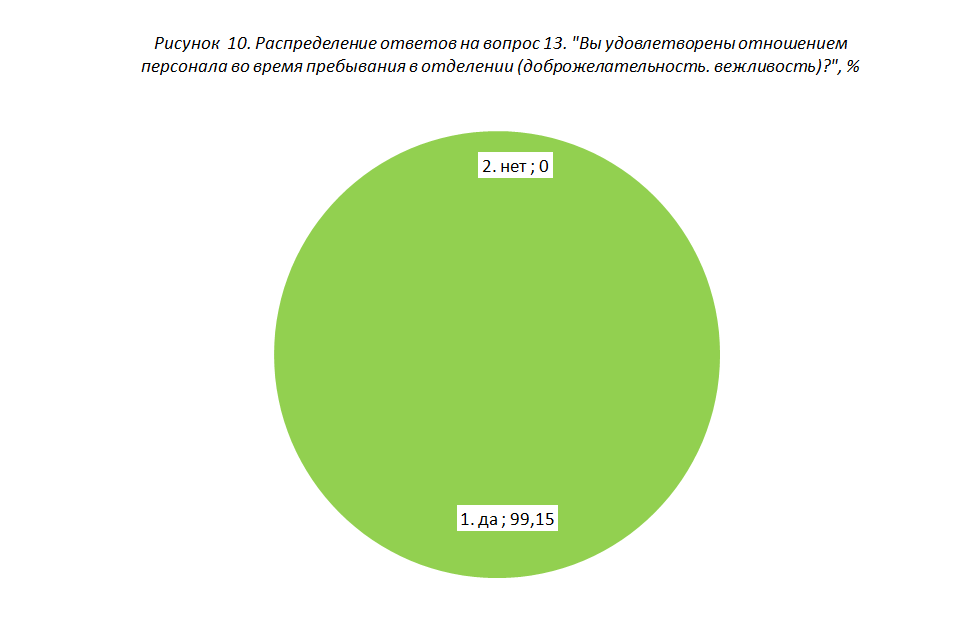 Рисунок 10. Распределение ответов на вопрос 13. "Вы удовлетворены отношением
персонала во время пребывания в отделении (доброжелательность. вежливость)?", %
2. нет ; 0
1. да ; 99,15